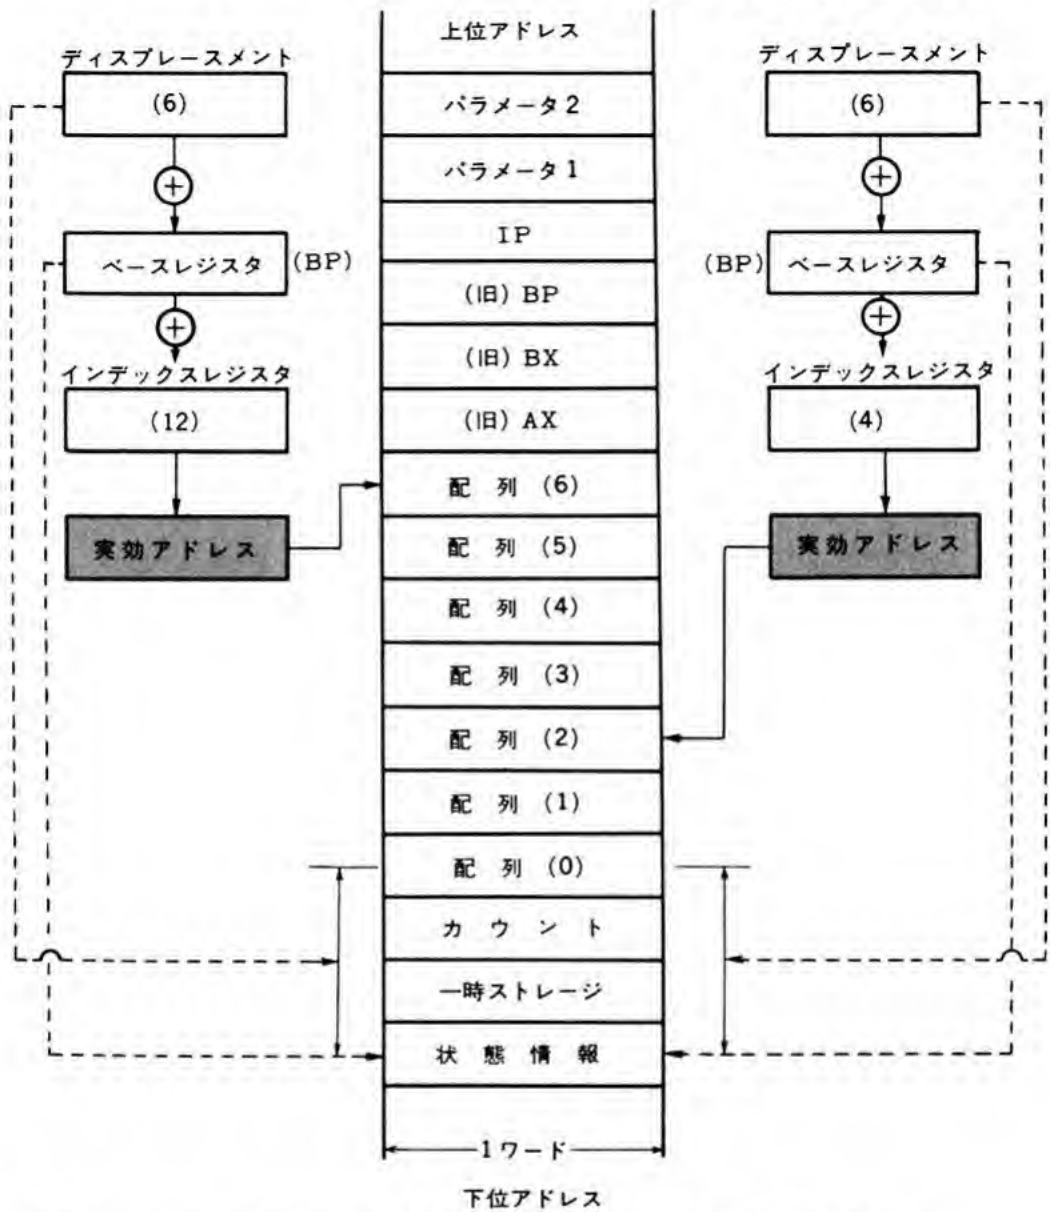 上位アドレス
ディスプレースメント
(6)
ベースレジスタ (BP)
インデックスレジスタ
(12)
実効アドレス
パラメータ2
パラメータ1
IP
(旧) BP
(旧) BX
(旧) AX
配列 (6)
配列 (5)
配列 (4)
配列 (3)
配列 (2)
配列 (1)
配列 (0)
カウント
一時ストレージ
状態情報
1ワード
下位アドレス
ディスプレースメント
(6)
(BP) ベースレジスタ
インデックスレジスタ
(4)
実効アドレス